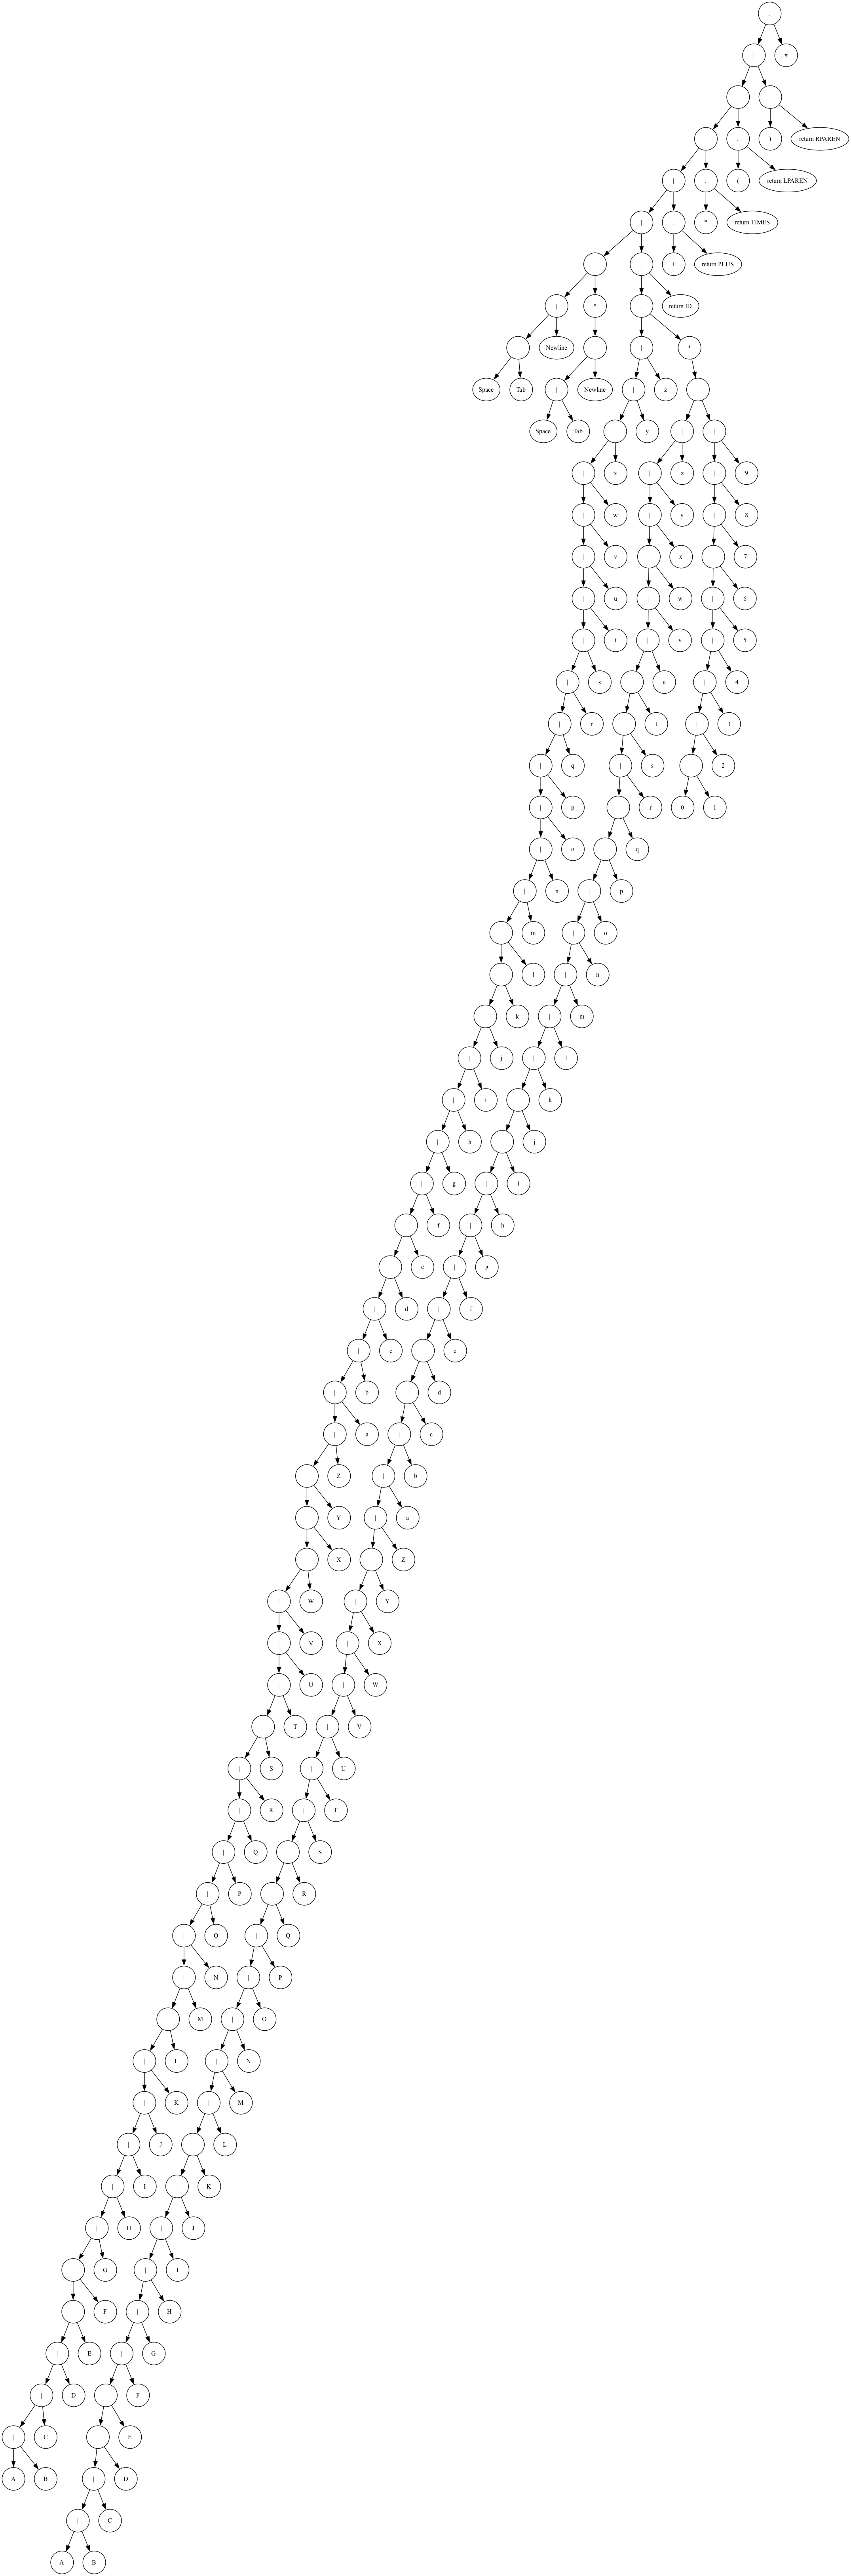 .
| #
| .
| . ) return RPAREN
| . ( return LPAREN
| . * return TIMES
. . + return PLUS
| * . return ID
| Newline | | *
Space Tab | Newline | z |
Space Tab | y | |
| x | z | 9
| w | y | 8
| v | x | 7
| u | w | 6
| t | v | 5
| s | u | 4
| r | t | 3
| q | s | 2
| p | r 0 1
| o | q
| n | p
| m | o
| l | n
| k | m
| j | l
| i | k
| h | j
| g | i
| f | h
| e | g
| d | f
| c | e
| b | d
| a | c
| Z | b
| Y | a
| X | Z
| W | Y
| V | X
| U | W
| T | V
| S | U
| R | T
| Q | S
| P | R
| O | Q
| N | P
| M | O
| L | N
| K | M
| J | L
| I | K
| H | J
| G | I
| F | H
| E | G
| D | F
| C | E
A B | D
| C
A B